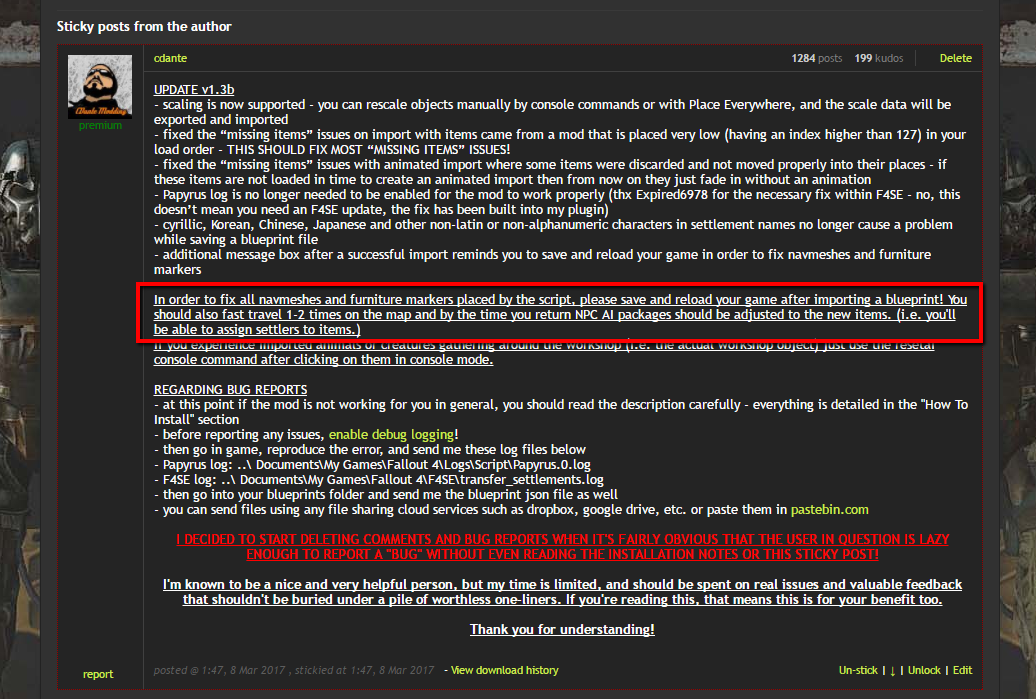 Sticky posts from the author
cdante
1284 posts 199 kudos
Delete
premium
UPDATE v1.3b
- scaling is now supported - you can rescale objects manually by console commands or with Place Everywhere, and the scale data will be
exported and imported
- fixed the “missing items” issues on import with items came from a mod that is placed very low (having an index higher than 127) in your
load order - THIS SHOULD FIX MOST “MISSING ITEMS” ISSUES!
- fixed the “missing items” issues with animated import where some items were discarded and not moved properly into their places - if
these items are not loaded in time to create an animated import then from now on they just fade in without an animation
- Papyrus log is no longer needed to be enabled for the mod to work properly (thx Expired6978 for the necessary fix within F4SE - no, this
doesn’t mean you need an F4SE update, the fix has been built into my plugin)
- cyrillic, Korean, Chinese, Japanese and other non-latin or non-alphanumeric characters in settlement names no longer cause a problem
while saving a blueprint file
- additional message box after a successful import reminds you to save and reload your game in order to fix navmeshes and furniture
markers
In order to fix all navmeshes and furniture markers placed by the script, please save and reload your game after importing a blueprint! You
should also fast travel 1-2 times on the map and by the time you return NPC AI packages should be adjusted to the new items. (i.e. you'll
be able to assign settlers to items.)
If you experience imported animals or creatures gathering around the workshop (i.e. the actual workshop object) just use the resetai
console command after clicking on them in console mode.
REGARDING BUG REPORTS
- at this point if the mod is not working for you in general, you should read the description carefully - everything is detailed in the "How To
Install" section
- before reporting any issues, enable debug logging!
- then go in game, reproduce the error, and send me these log files below
- Papyrus log: ..\ Documents\My Games\Fallout 4\Logs\Script\Papyrus.0.log
- F4SE log: ..\ Documents\My Games\Fallout 4\F4SE\transfer_settlements.log
- then go into your blueprints folder and send me the blueprint json file as well
- you can send files using any file sharing cloud services such as dropbox, google drive, etc. or paste them in pastebin.com
I DECIDED TO START DELETING COMMENTS AND BUG REPORTS WHEN IT'S FAIRLY OBVIOUS THAT THE USER IN QUESTION IS LAZY
ENOUGH TO REPORT A "BUG" WITHOUT EVEN READING THE INSTALLATION NOTES OR THIS STICKY POST!
I'm known to be a nice and very helpful person, but my time is limited, and should be spent on real issues and valuable feedback
that shouldn't be buried under a pile of worthless one-liners. If you're reading this, that means this is for your benefit too.
Thank you for understanding!
report
posted @ 1:47, 8 Mar 2017 , stickied at 1:47, 8 Mar 2017 - View download history
Un-stick | ↓ | Unlock | Edit